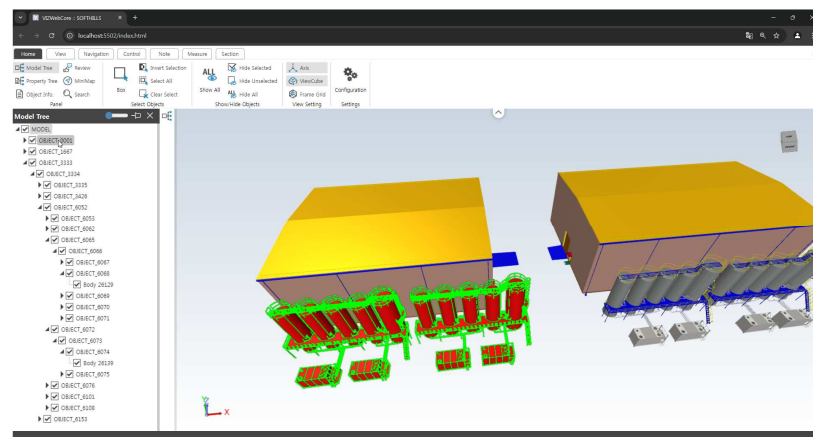 VIZWebCore :: SOFTHILLS
localhost:5502/index.html
Home View Navigation Control Note Measure Section
Model Tree Review Invert Selection Hide Selected Axis
Property Tree MiniMap Select All Hide Unselected ViewCube
Object Info. Search Box Clear Select Show All Hide All Frame Grid Configuration
Panel Select Objects Show/Hide Objects View Setting Settings
Model Tree
MODEL
OBJECT_0001
OBJECT_1667
OBJECT_3333
OBJECT_3334
OBJECT_3335
OBJECT_3426
OBJECT_6052
OBJECT_6053
OBJECT_6062
OBJECT_6065
OBJECT_6066
OBJECT_6067
OBJECT_6068
Body 26129
OBJECT_6069
OBJECT_6070
OBJECT_6071
OBJECT_6072
OBJECT_6073
OBJECT_6074
Body 26139
OBJECT_6075
OBJECT_6076
OBJECT_6101
OBJECT_6108
OBJECT_6153
Y
X